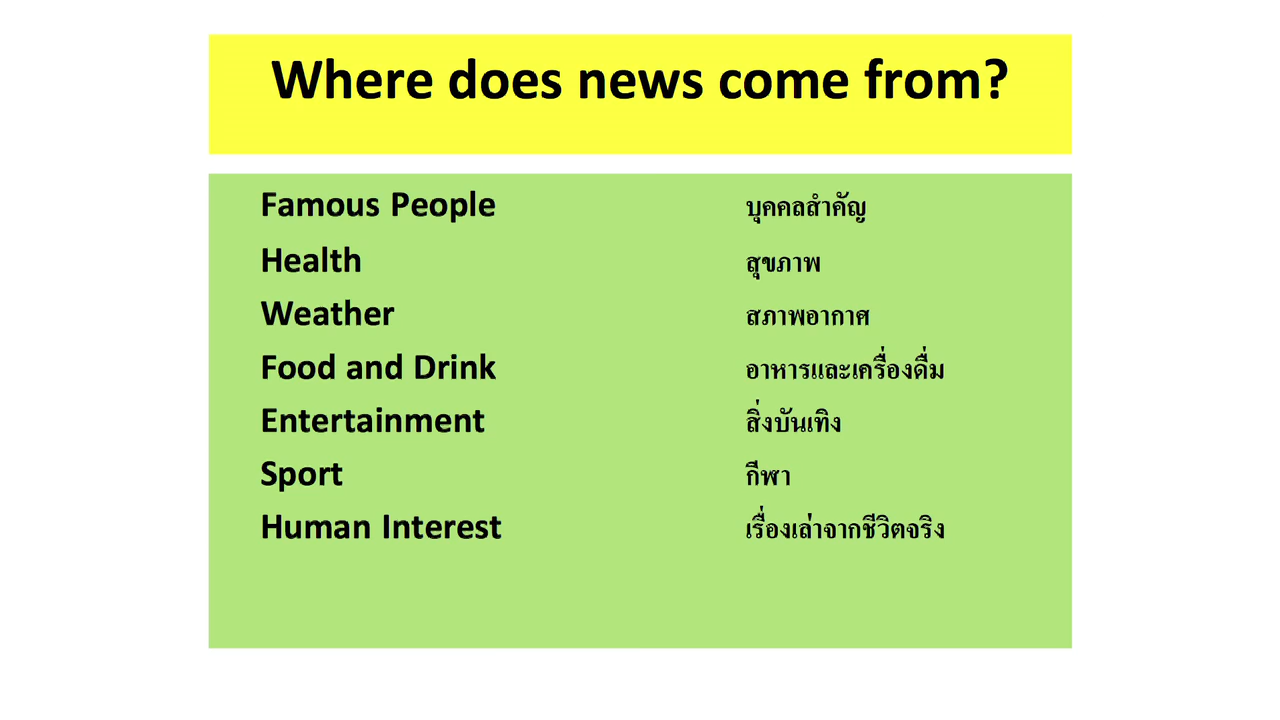 Where does news come from?
Famous People บุคคลสำคัญ
Health สุขภาพ
Weather สภาพอากาศ
Food and Drink อาหารและเครื่องดื่ม
Entertainment สิ่งบันเทิง
Sport กีฬา
Human Interest เรื่องเล่าจากชีวิตจริง